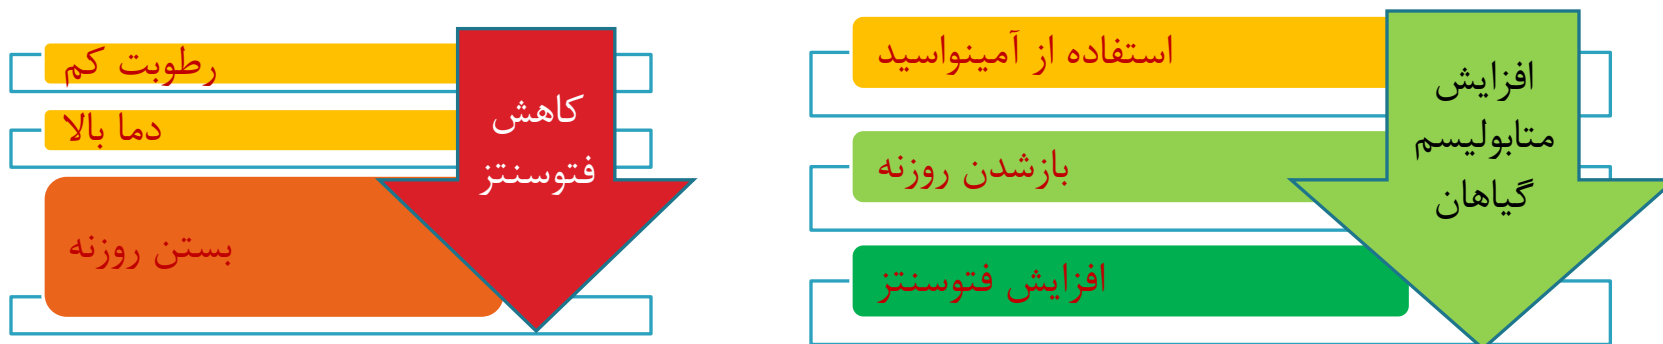 رطوبت کم
دما بالا
بستن روزنه
کاهش
فتوسنتز
استفاده از آمینواسید
بازشدن روزنه
افزایش فتوسنتز
افزایش
متابولیسم
گیاهان